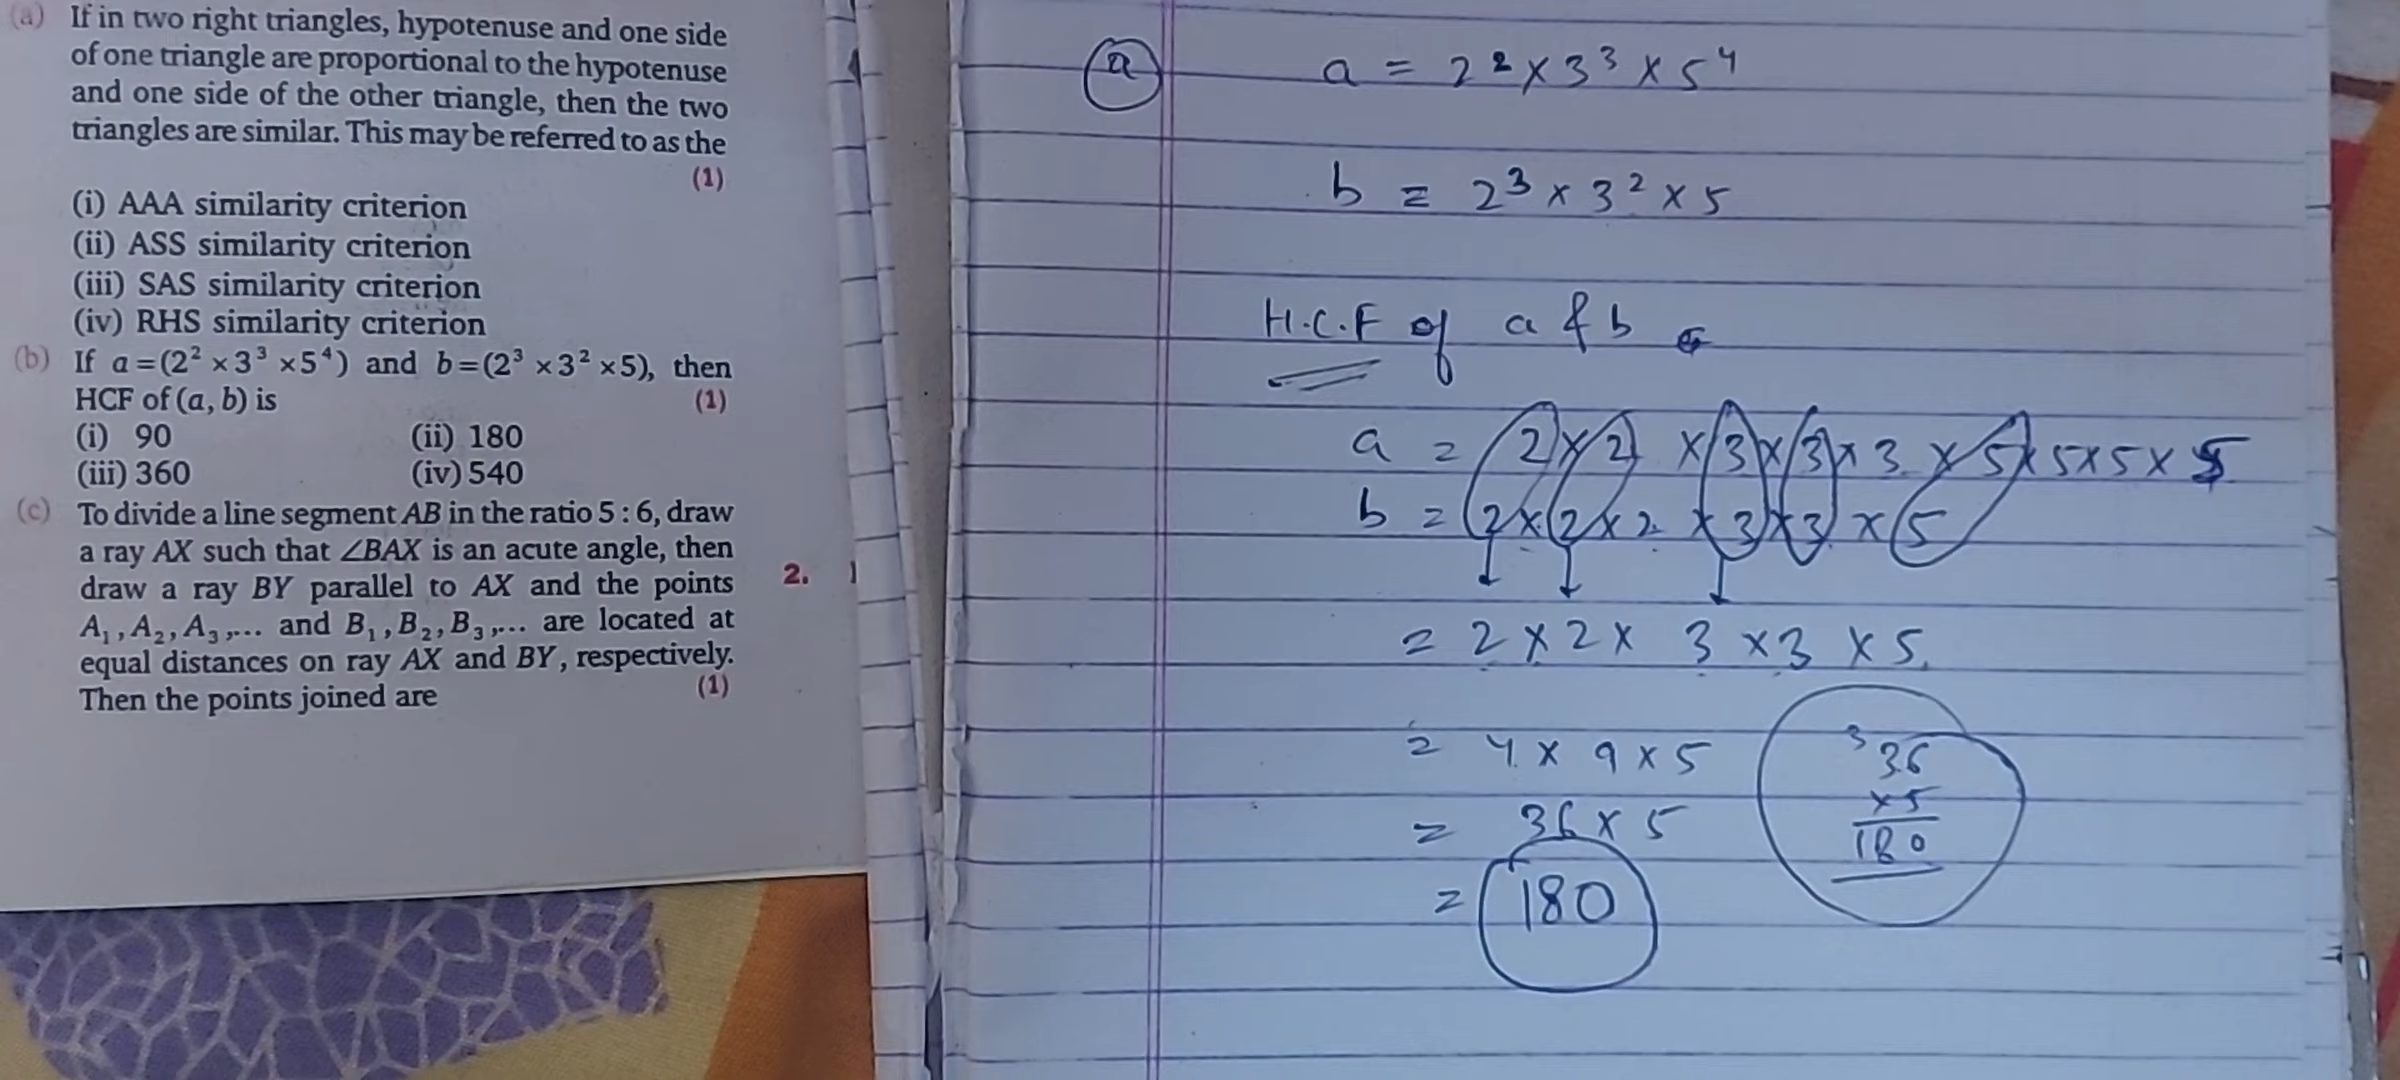 (a) If in two right triangles, hypotenuse and one side
of one triangle are proportional to the hypotenuse
and one side of the other triangle, then the two
triangles are similar. This may be referred to as the
(1)
(i) AAA similarity criterion
(ii) ASS similarity criterion
(iii) SAS similarity criterion
(iv) RHS similarity criterion
(b) If a=(2² ×3³ ×5⁴) and b=(2³ ×3² ×5), then
HCF of (a, b) is (1)
(i) 90 (ii) 180
(iii) 360 (iv) 540
(c) To divide a line segment AB in the ratio 5 : 6, draw
a ray AX such that ∠BAX is an acute angle, then
draw a ray BY parallel to AX and the points
A₁, A₂, A₃,... and B₁, B₂, B₃,... are located at
equal distances on ray AX and BY, respectively.
Then the points joined are (1)
2.
(a) a = 2² × 3³ × 5⁴
b = 2³ × 3² × 5
H.C.F of a & b
a = 2 × 2 × 3 × 3 × 3 × 5 × 5 × 5 × 5
b = 2 × 2 × 2 × 3 × 3 × 5
= 2 × 2 × 3 × 3 × 5
= 4 × 9 × 5
= 36 × 5
= 180
3
36
×5
180